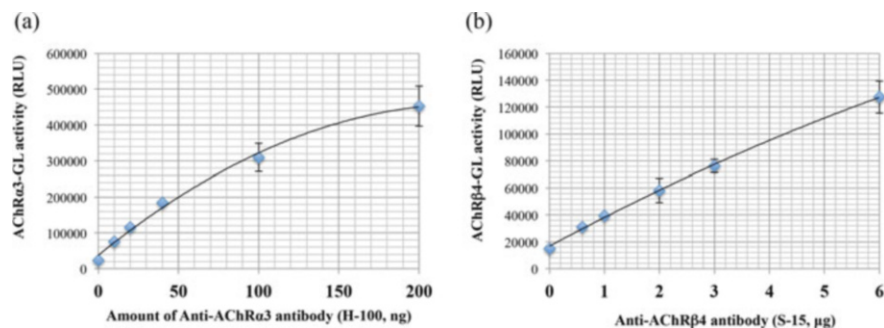 (a)
600000
500000
400000
300000
200000
100000
0
AChRα3-GL activity (RLU)
0 50 100 150 200
Amount of Anti-AChRα3 antibody (H-100, ng)
(b)
160000
140000
120000
100000
80000
60000
40000
20000
0
AChRβ4-GL activity (RLU)
0 1 2 3 4 5 6
Anti-AChRβ4 antibody (S-15, μg)